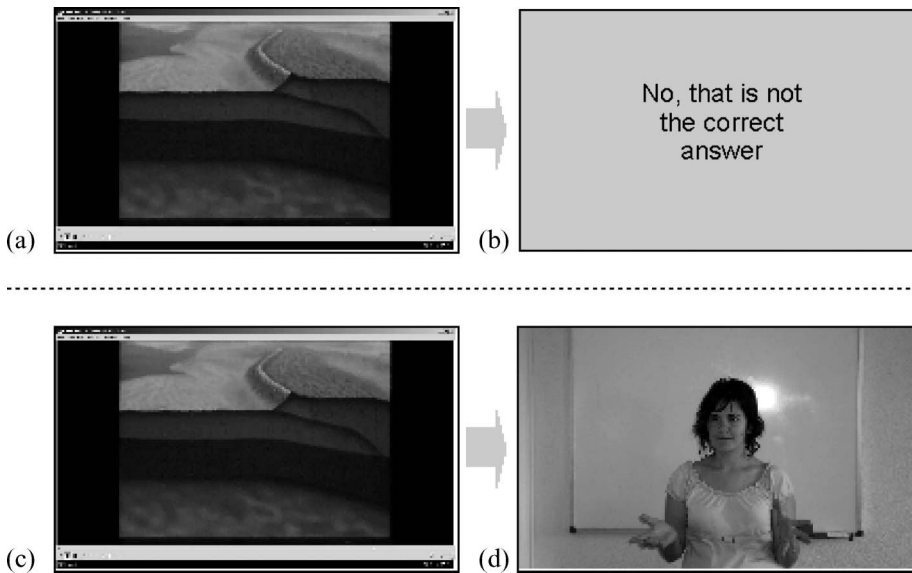 (a)
(b)
No, that is not
the correct
answer
(c)
(d)